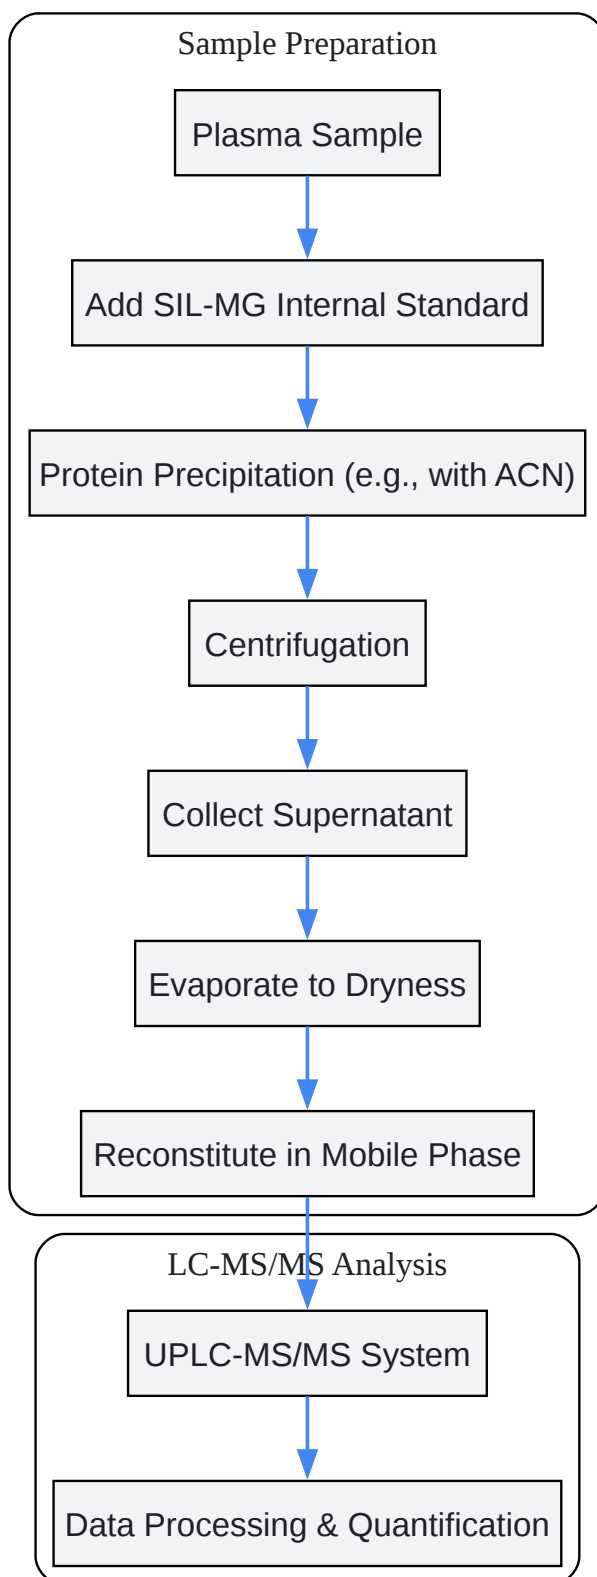 Sample Preparation
Plasma Sample
Add SIL-MG Internal Standard
Protein Precipitation (e.g., with ACN)
Centrifugation
Collect Supernatant
Evaporate to Dryness
Reconstitute in Mobile Phase
LC-MS/MS Analysis
UPLC-MS/MS System
Data Processing & Quantification